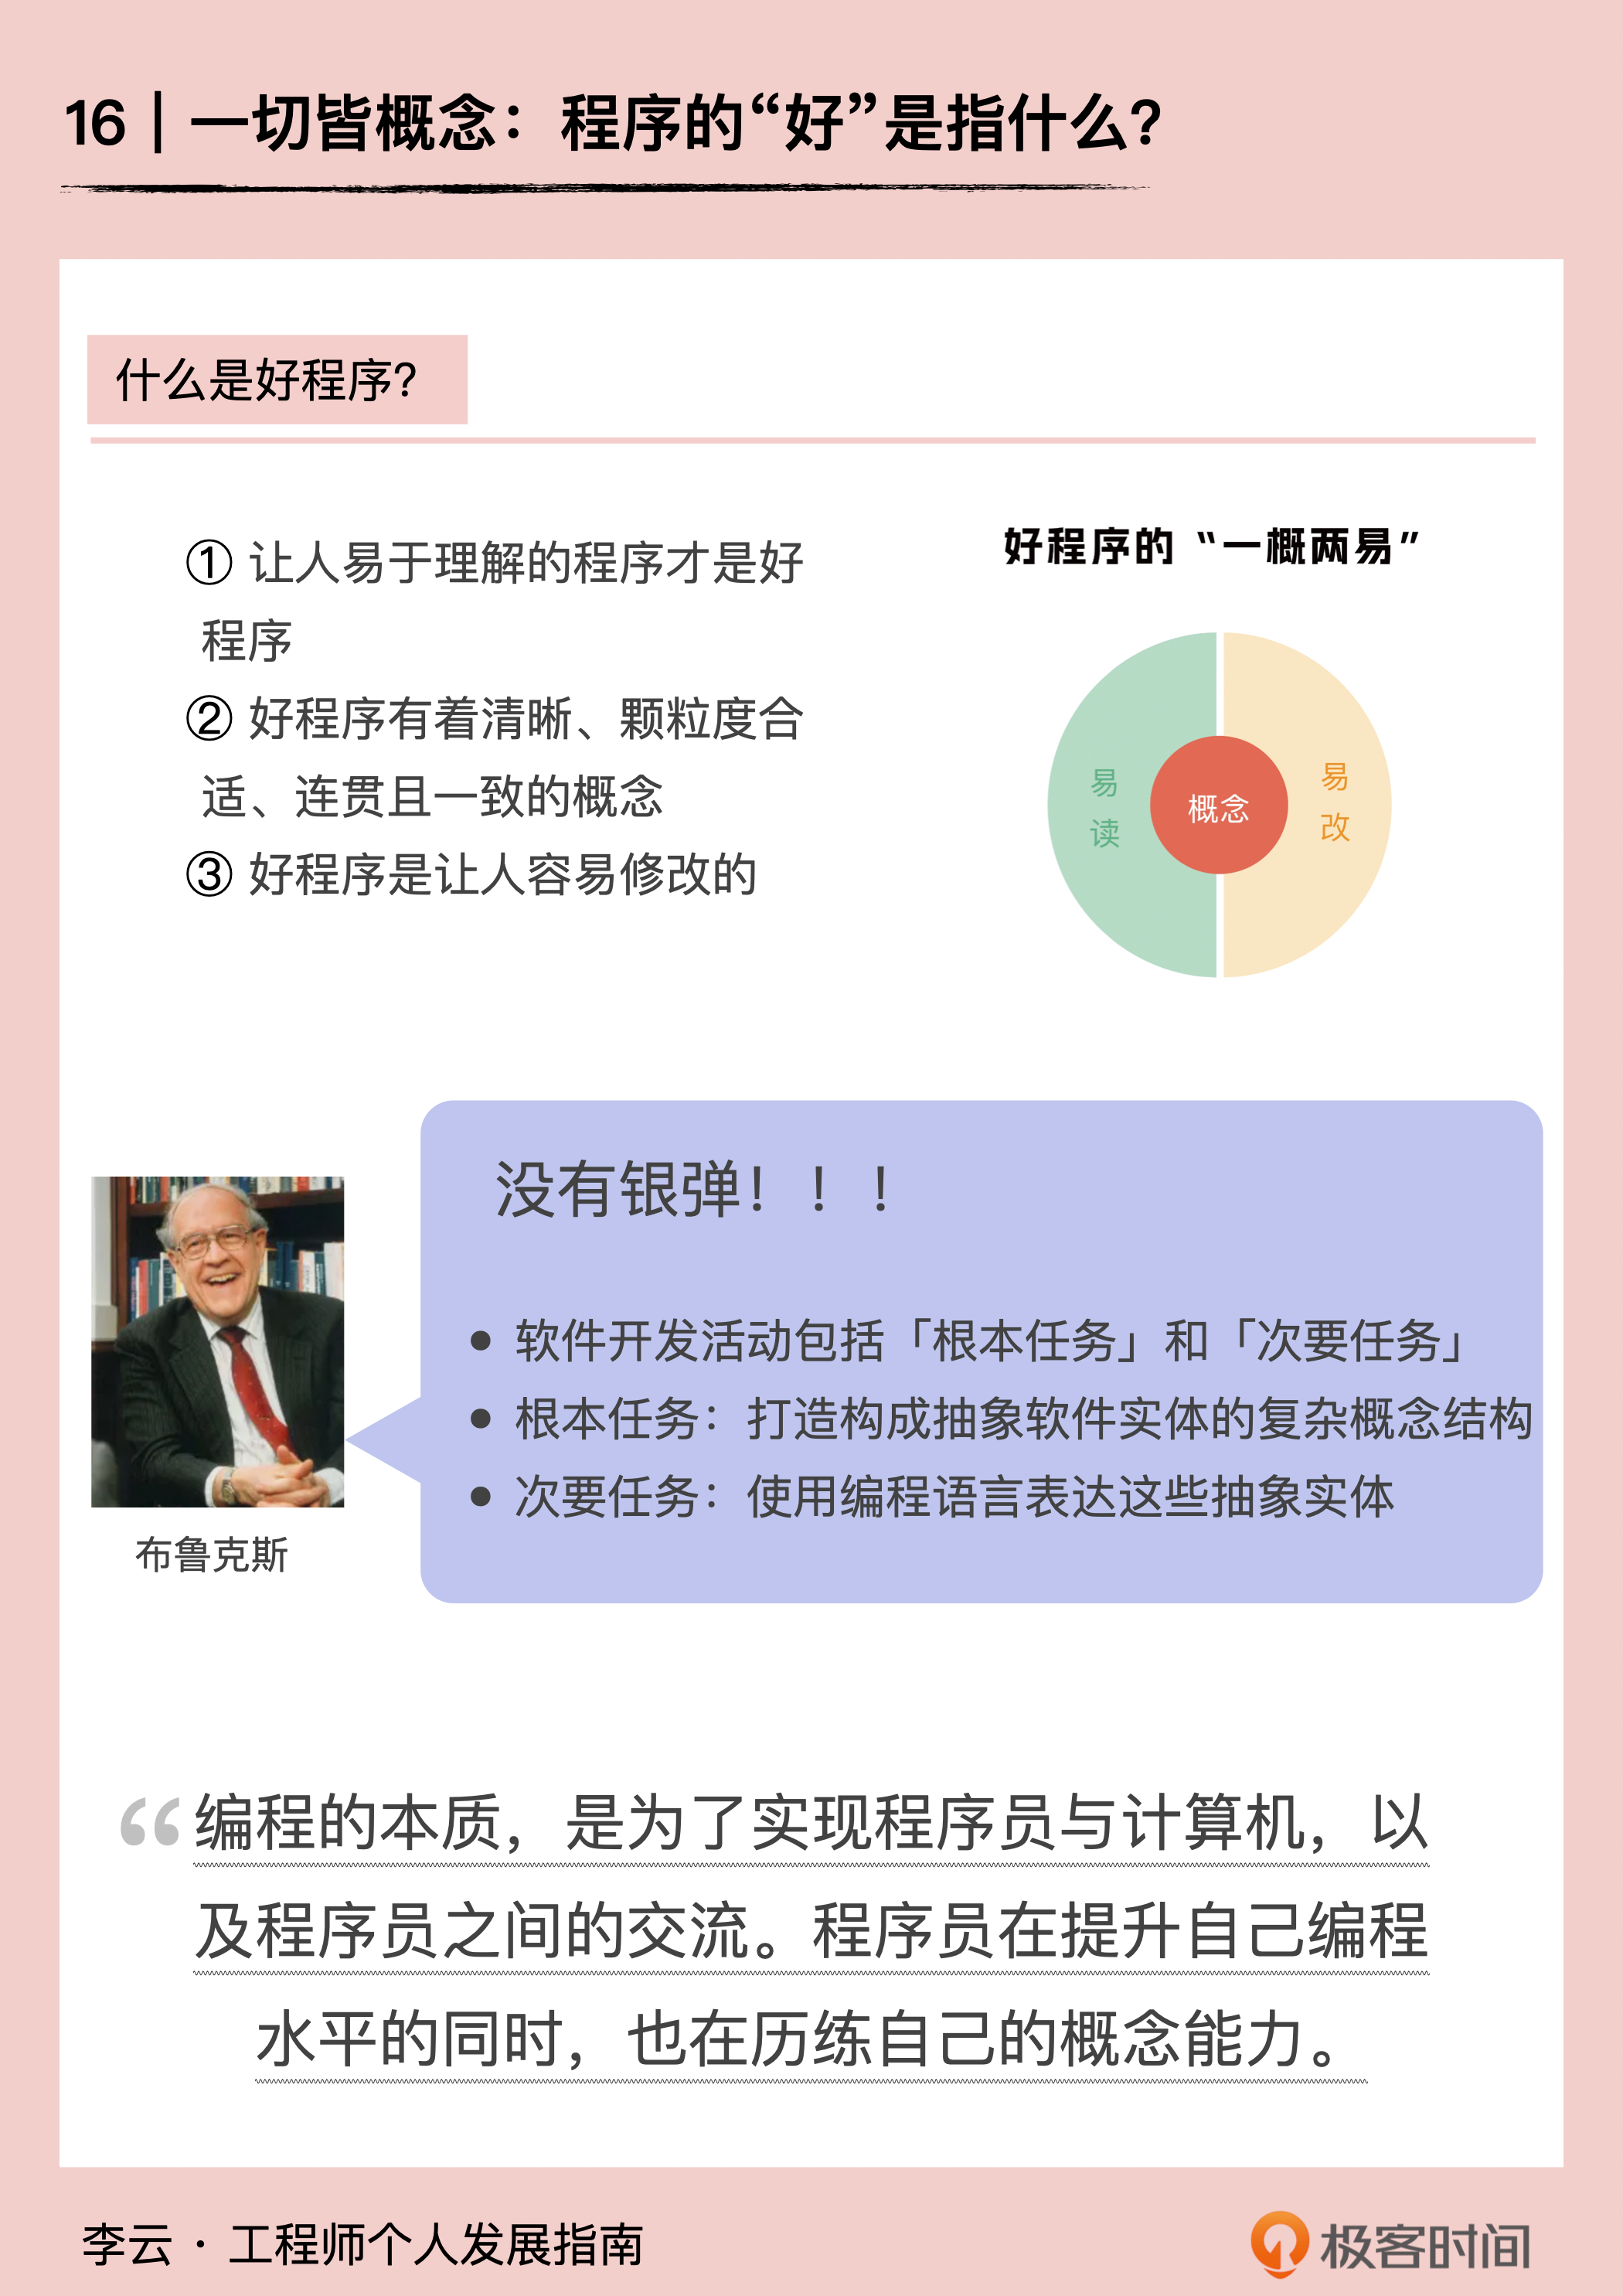 16｜一切皆概念：程序的“好”是指什么？
什么是好程序？
① 让人易于理解的程序才是好
程序
② 好程序有着清晰、颗粒度合
适、连贯且一致的概念
③ 好程序是让人容易修改的
好程序的 “一概两易”
易
读
概念
易
改
没有银弹！！！
● 软件开发活动包括「根本任务」和「次要任务」
● 根本任务：打造构成抽象软件实体的复杂概念结构
● 次要任务：使用编程语言表达这些抽象实体
布鲁克斯
“编程的本质，是为了实现程序员与计算机，以
及程序员之间的交流。程序员在提升自己编程
水平的同时，也在历练自己的概念能力。
李云 · 工程师个人发展指南
极客时间